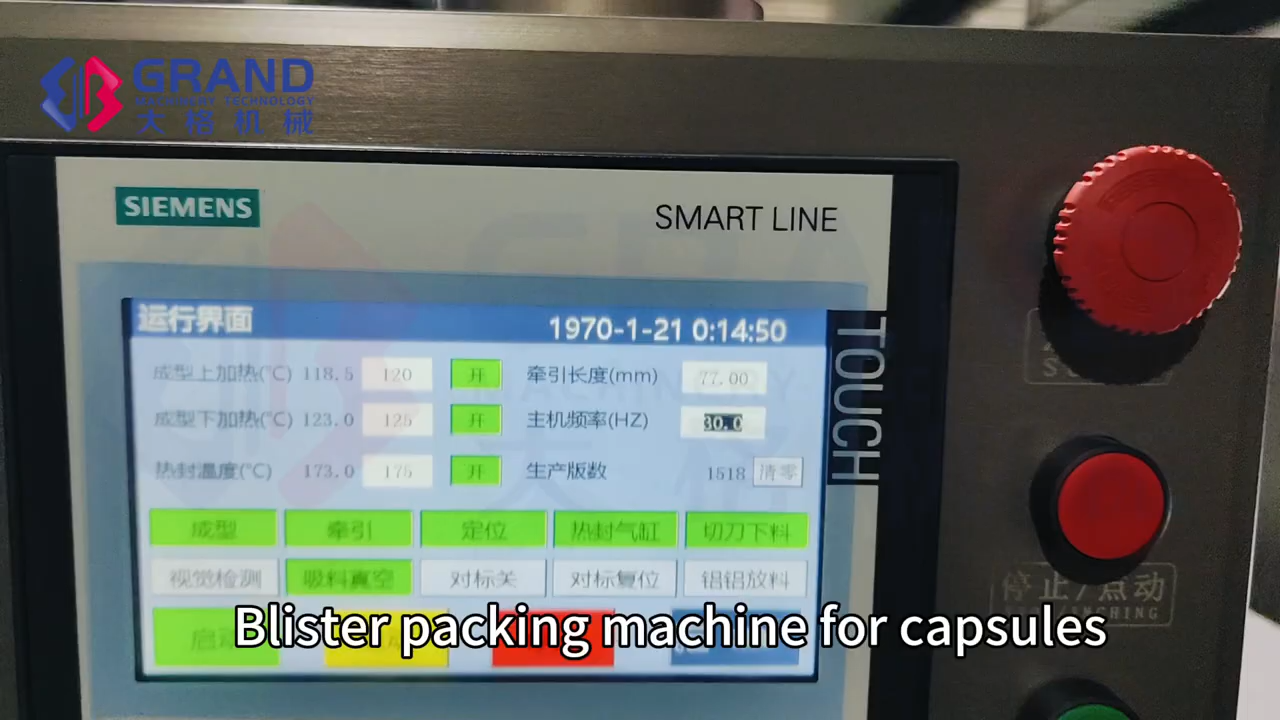 GRAND
MACHINERY TECHNOLOGY
大格机械
SIEMENS
SMART LINE
TOUCH
运行界面
1970-1-21 0:14:50
成型上加热(℃) 118.5 120 开 牵引长度(mm) 77.00
成型下加热(℃) 123.0 125 开 主机频率(HZ) 30.0
热封温度(℃) 173.0 175 开 生产版数 1518 清零
成型 牵引 定位 热封气缸 切刀下料
视觉检测 吸料真空 对标关 对标复位 铝铝放料
启动
停止/点动
Blister packing machine for capsules